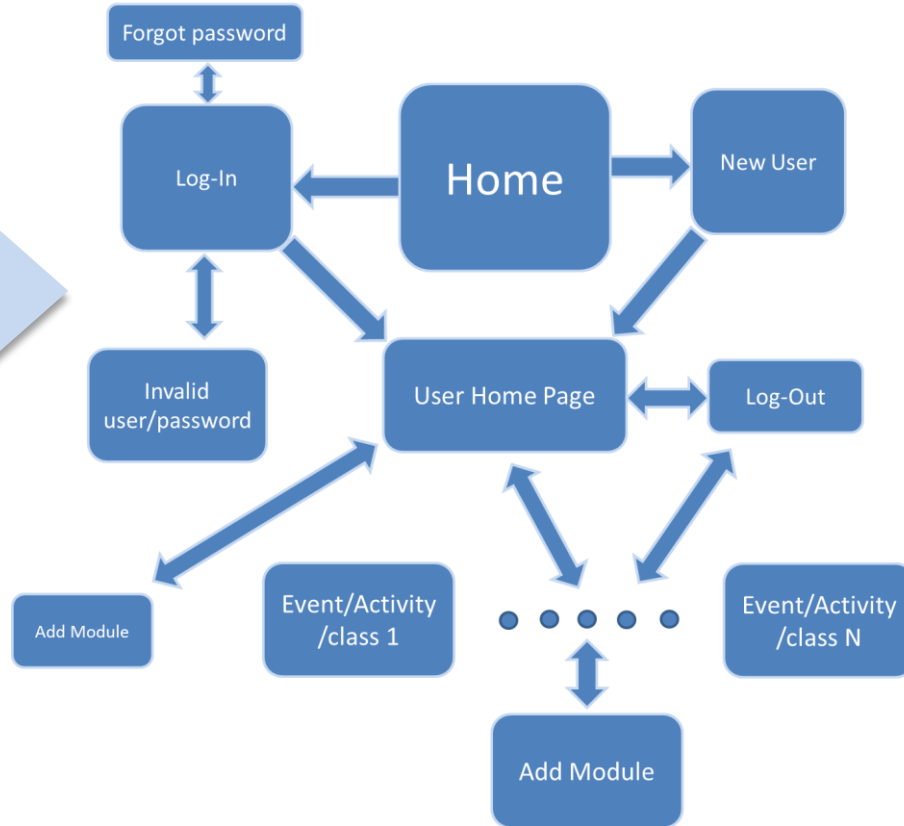 Forgot password
Home
New User
Log-In
Invalid
user/password
User Home Page
Log-Out
Add Module
Event/Activity
/class 1
Event/Activity
/class N
Add Module